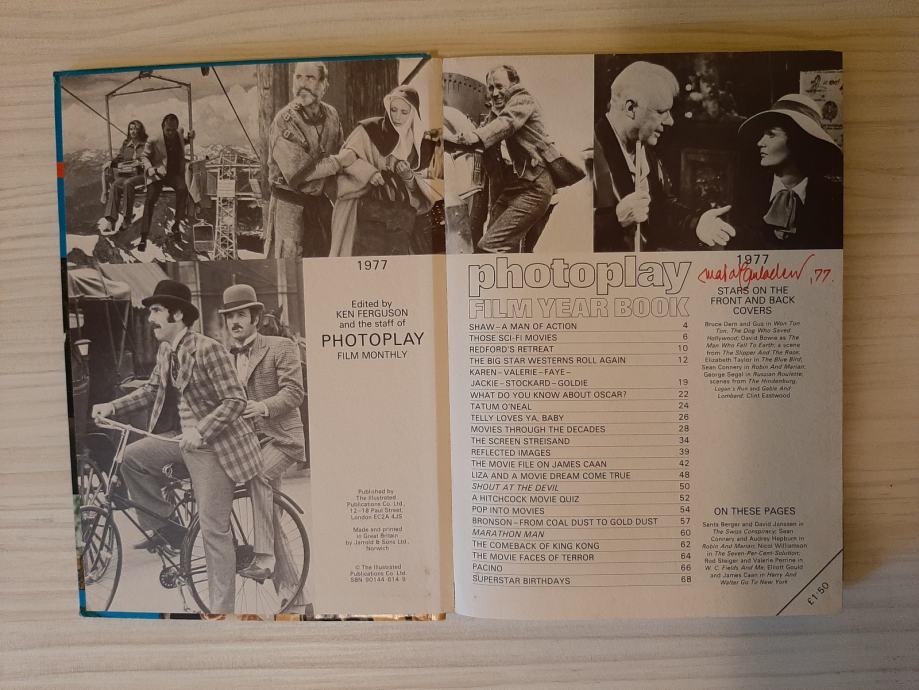 1977
Edited by
KEN FERGUSON
and the staff of
PHOTOPLAY
FILM MONTHLY
Published by
The Illustrated
Publications Co. Ltd.,
12–18 Paul Street,
London EC2A 4JS
Made and printed
in Great Britain
by Jarrold & Sons Ltd.,
Norwich
© The Illustrated
Publications Co. Ltd.
SBN 90144 614 9
photoplay
FILM YEAR BOOK
SHAW–A MAN OF ACTION 4
THOSE SCI-FI MOVIES 6
REDFORD'S RETREAT 10
THE BIG STAR WESTERNS ROLL AGAIN 12
KAREN–VALERIE–FAYE–
JACKIE–STOCKARD–GOLDIE 19
WHAT DO YOU KNOW ABOUT OSCAR? 22
TATUM O'NEAL 24
TELLY LOVES YA, BABY 26
MOVIES THROUGH THE DECADES 28
THE SCREEN STREISAND 34
REFLECTED IMAGES 39
THE MOVIE FILE ON JAMES CAAN 42
LIZA AND A MOVIE DREAM COME TRUE 48
SHOUT AT THE DEVIL 50
A HITCHCOCK MOVIE QUIZ 52
POP INTO MOVIES 54
BRONSON–FROM COAL DUST TO GOLD DUST 57
MARATHON MAN 60
THE COMEBACK OF KING KONG 62
THE MOVIE FACES OF TERROR 64
PACINO 66
SUPERSTAR BIRTHDAYS 68
1977
,77.
STARS ON THE
FRONT AND BACK
COVERS
Bruce Dern and Gus in Won Ton
Ton, The Dog Who Saved
Hollywood; David Bowie as The
Man Who Fell To Earth; a scene
from The Slipper And The Rose;
Elizabeth Taylor in The Blue Bird;
Sean Connery in Robin And Marian;
George Segal in Russian Roulette;
scenes from The Hindenburg,
Logan's Run and Gable And
Lombard; Clint Eastwood
ON THESE PAGES
Santa Berger and David Janssen in
The Swiss Conspiracy; Sean
Connery and Audrey Hepburn in
Robin And Marian; Nicol Williamson
in The Seven-Per-Cent-Solution;
Rod Steiger and Valerie Perrine in
W. C. Fields And Me; Elliott Gould
and James Caan in Harry And
Walter Go To New York
£1·50